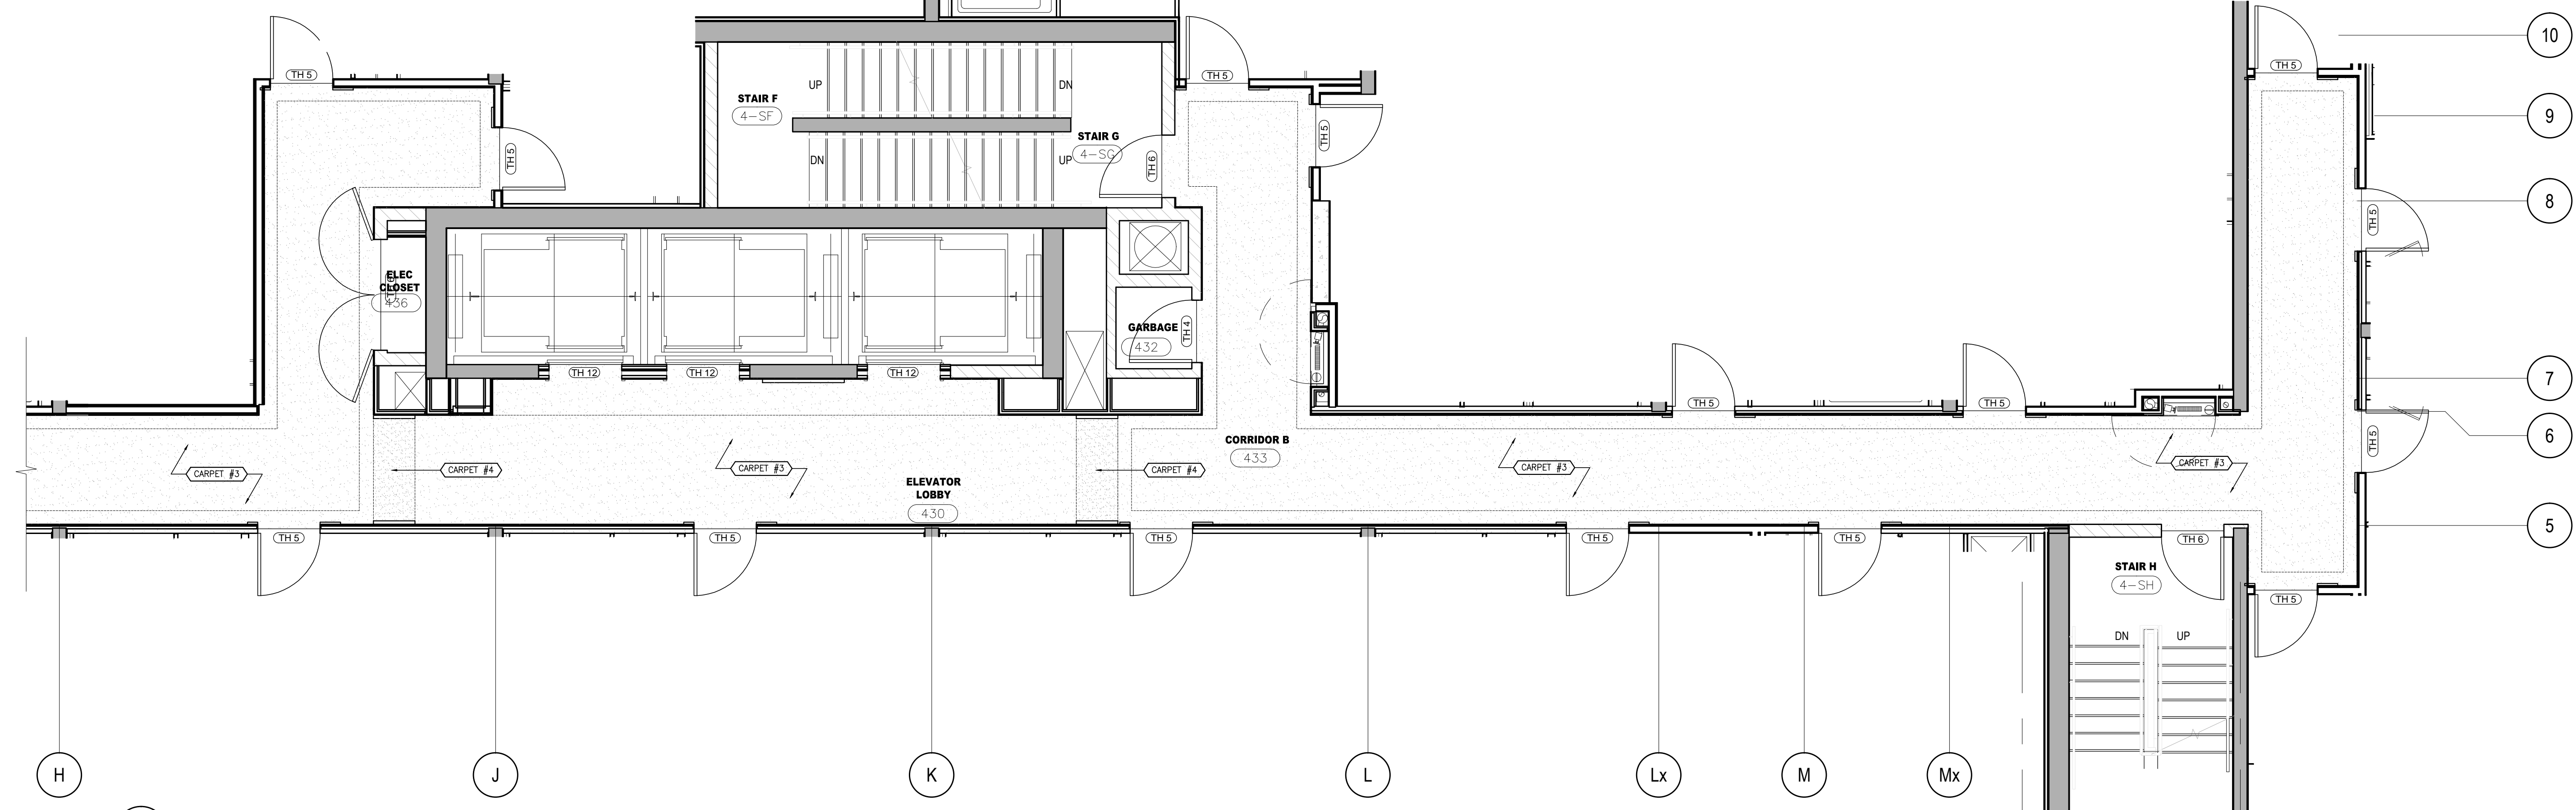 10
TH 5
TH 5
TH 5
UP
DN
STAIR F
4-SF
STAIR G
4-SG
DN
UP
TH 6
TH 5
TH 5
9
8
TH 5
ELEC
CLOSET
436
GARBAGE
432
TH 4
TH 12
TH 12
TH 12
TH 5
TH 5
7
6
TH 5
CORRIDOR B
433
CARPET #3
CARPET #4
CARPET #3
CARPET #4
CARPET #3
CARPET #3
ELEVATOR
LOBBY
430
5
TH 5
TH 5
TH 5
TH 5
TH 5
TH 6
STAIR H
4-SH
TH 5
DN
UP
H
J
K
L
Lx
M
Mx